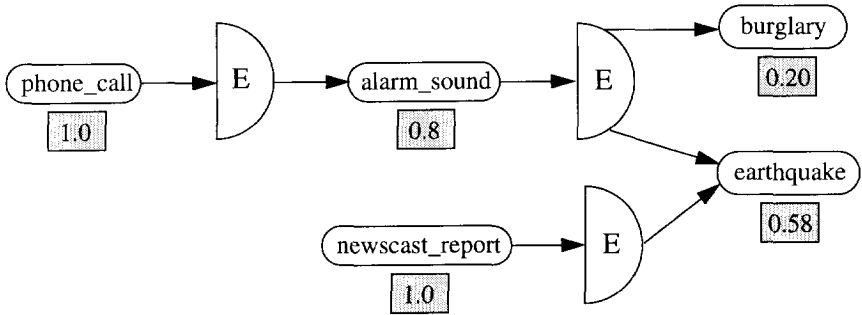 burglary
0.20
phone_call
E
alarm_sound
E
1.0
0.8
earthquake
0.58
newscast_report
E
1.0